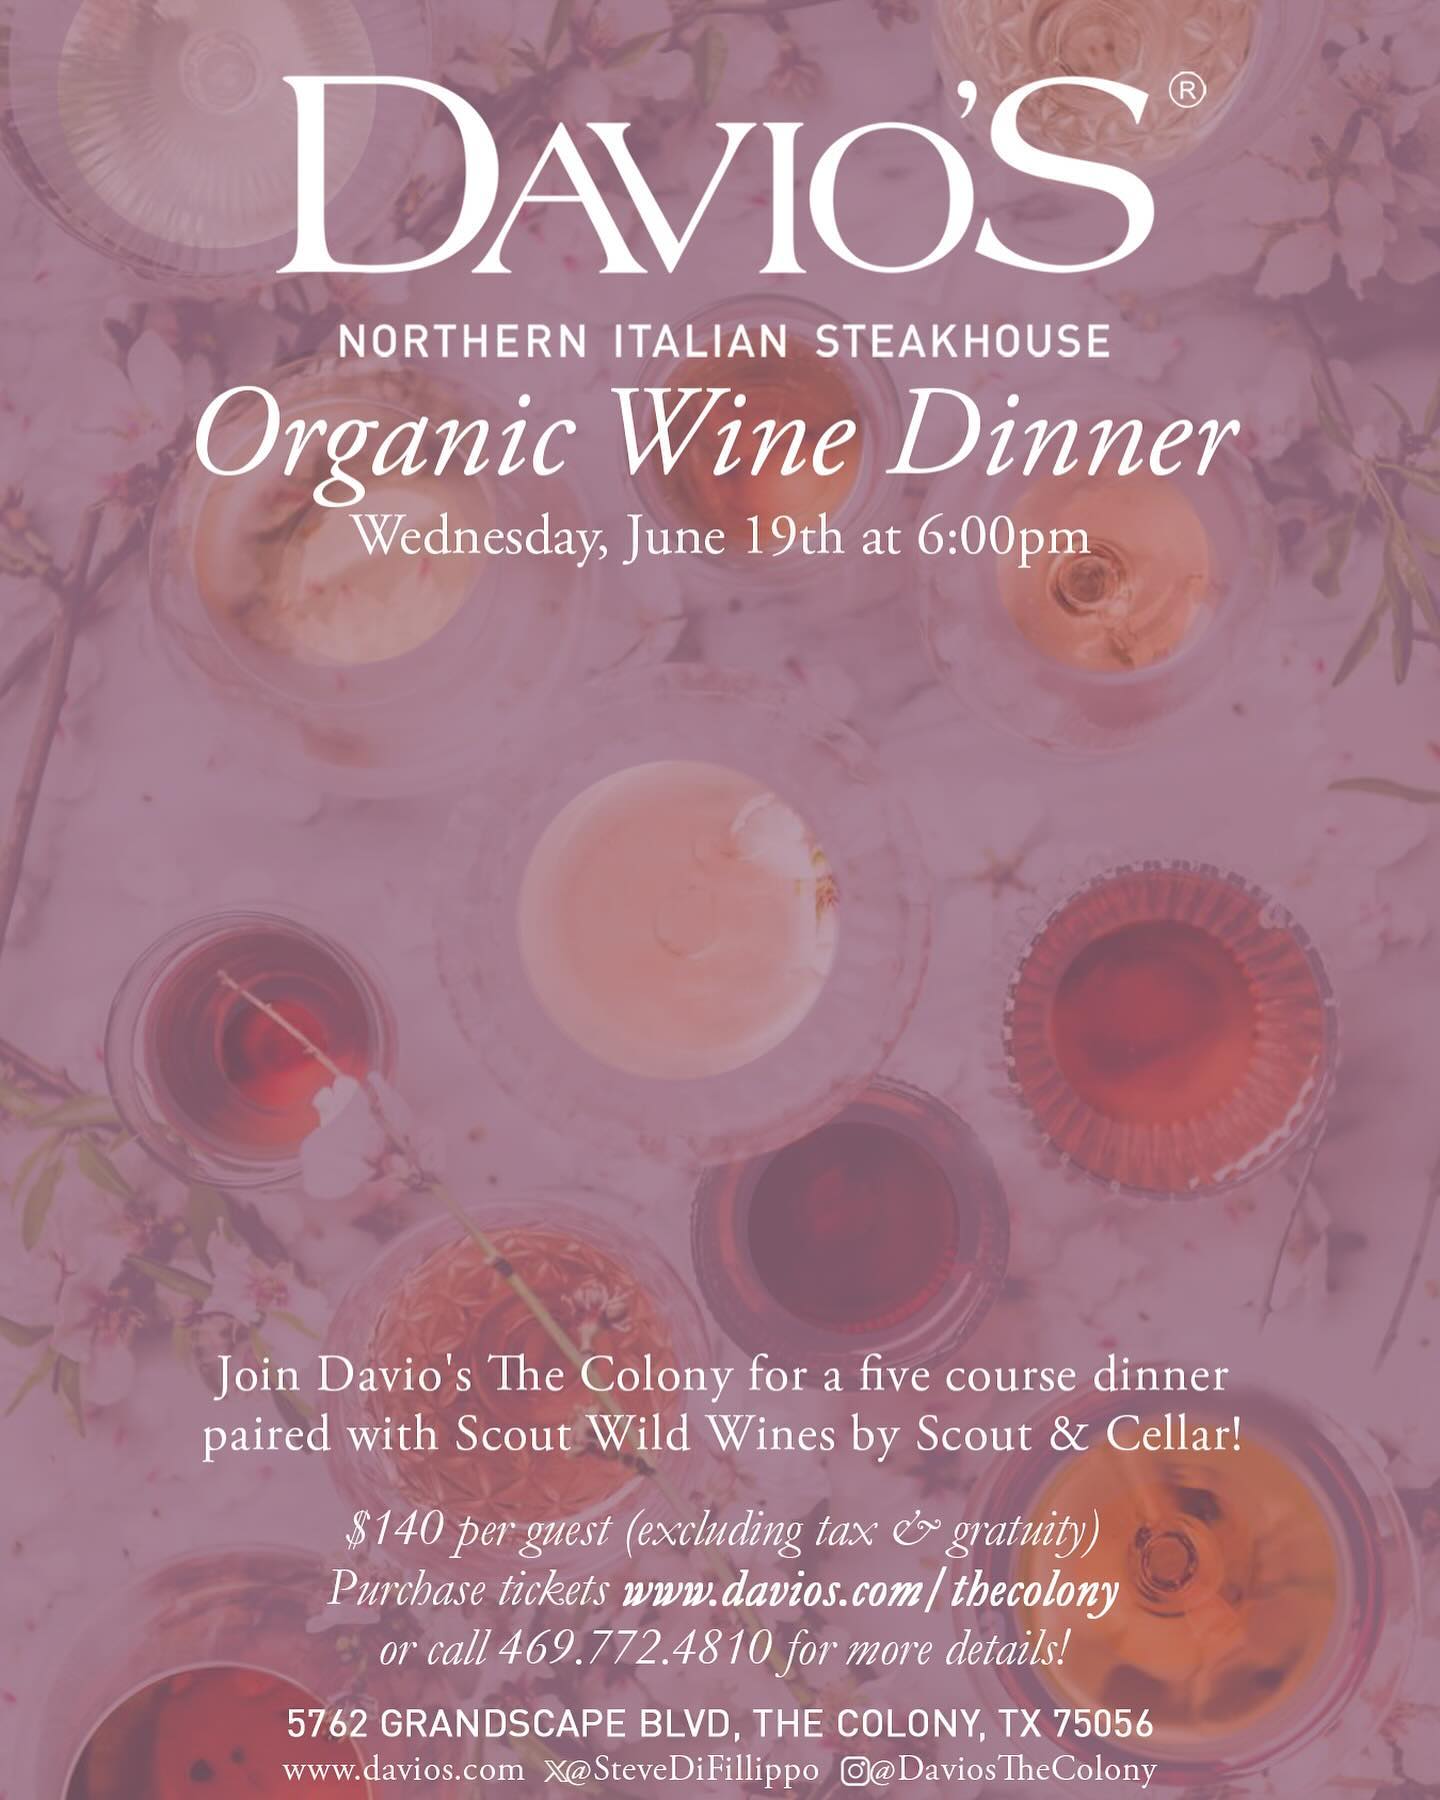 DAVIO'S®
NORTHERN ITALIAN STEAKHOUSE
Organic Wine Dinner
Wednesday, June 19th at 6:00pm
Join Davio's The Colony for a five course dinner
paired with Scout Wild Wines by Scout & Cellar!
$140 per guest (excluding tax & gratuity)
Purchase tickets www.davios.com/thecolony
or call 469.772.4810 for more details!
5762 GRANDSCAPE BLVD, THE COLONY, TX 75056
www.davios.com X@SteveDiFillippo @DaviosTheColony